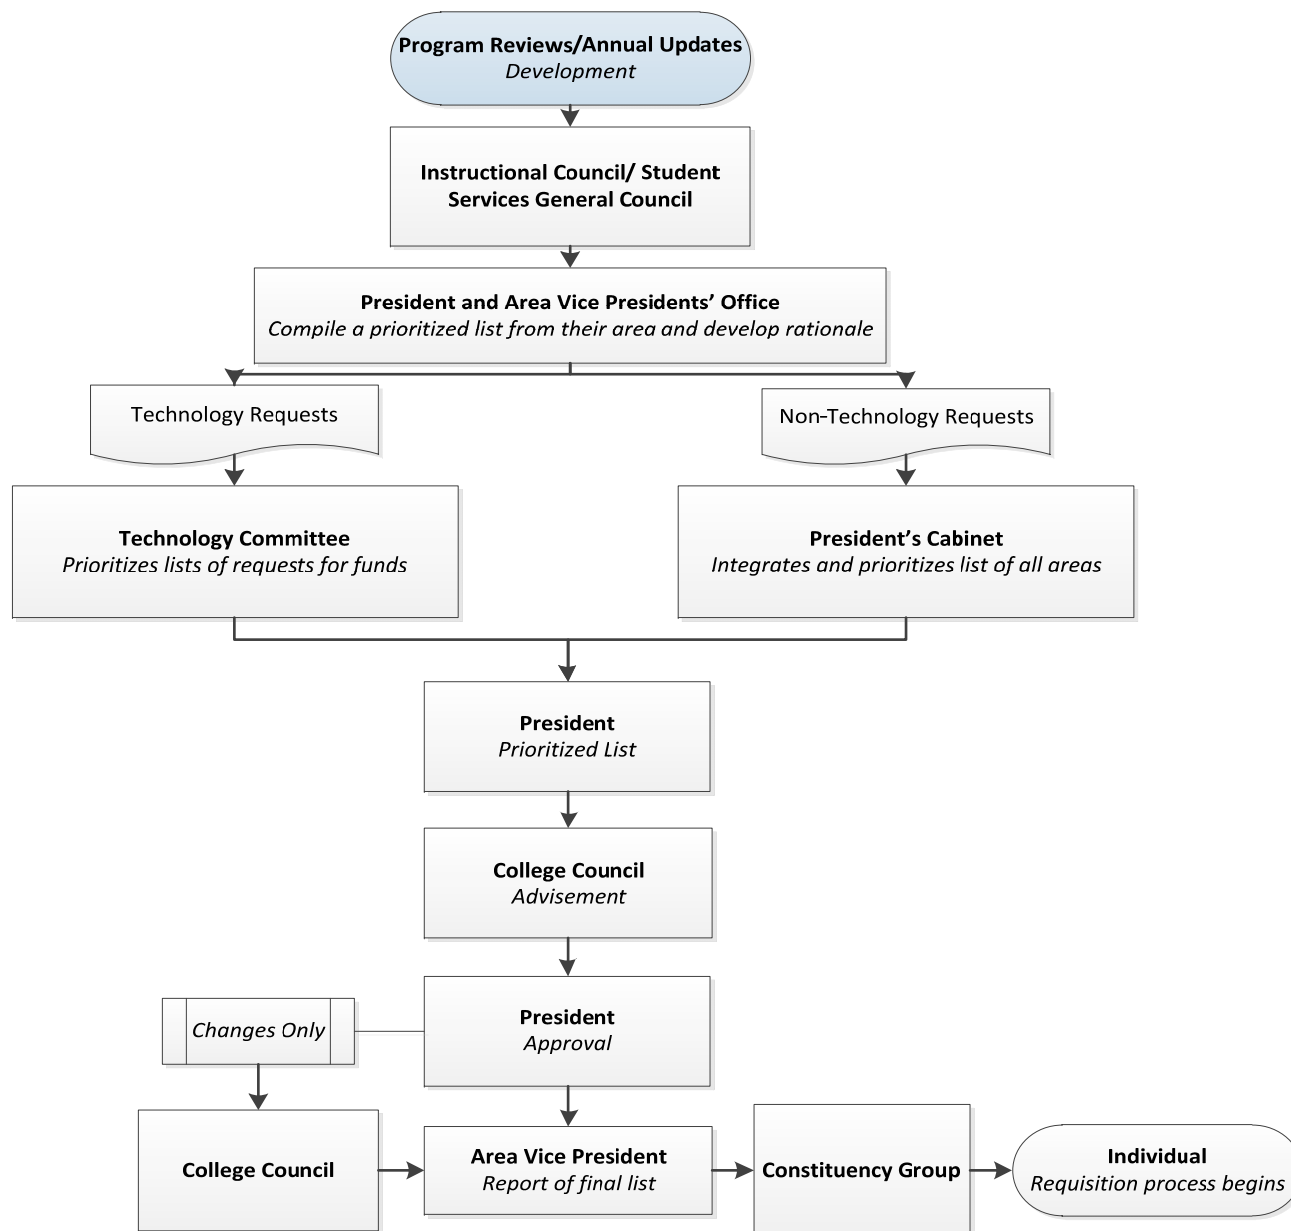 Program Reviews/Annual Updates
Development
Instructional Council/ Student
Services General Council
President and Area Vice Presidents’ Office
Compile a prioritized list from their area and develop rationale
Technology Requests
Non-Technology Requests
Technology Committee
Prioritizes lists of requests for funds
President’s Cabinet
Integrates and prioritizes list of all areas
President
Prioritized List
College Council
Advisement
President
Approval
Changes Only
College Council
Area Vice President
Report of final list
Constituency Group
Individual
Requisition process begins